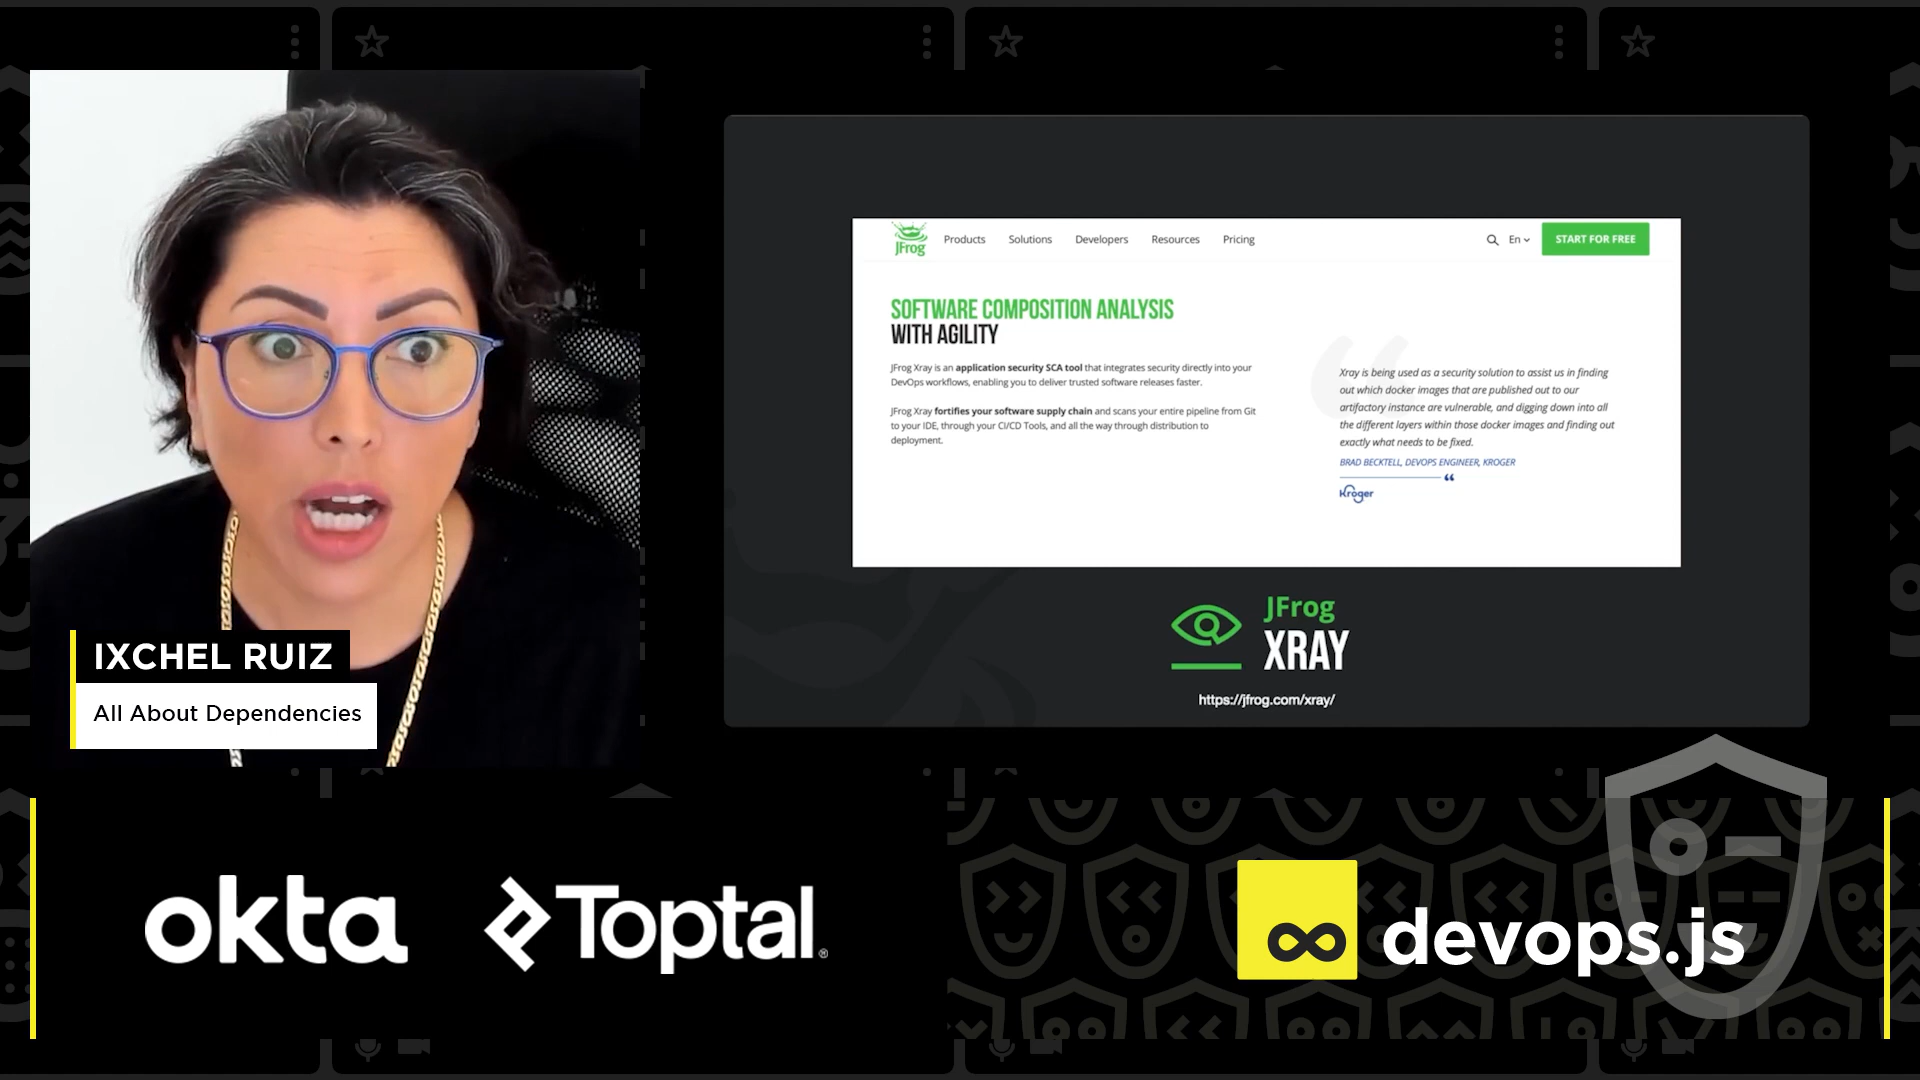 IXCHEL RUIZ
All About Dependencies
JFrog
Products
Solutions
Developers
Resources
Pricing
En
START FOR FREE
SOFTWARE COMPOSITION ANALYSIS
WITH AGILITY
JFrog Xray is an application security SCA tool that integrates security directly into your
DevOps workflows, enabling you to deliver trusted software releases faster.
JFrog Xray fortifies your software supply chain and scans your entire pipeline from Git
to your IDE, through your CI/CD Tools, and all the way through distribution to
deployment.
“
Xray is being used as a security solution to assist us in finding
out which docker images that are published out to our
artifactory instance are vulnerable, and digging down into all
the different layers within those docker images and finding out
exactly what needs to be fixed.
BRAD BECKTELL, DEVOPS ENGINEER, KROGER
“
Kroger
JFrog
XRAY
https://jfrog.com/xray/
okta
Toptal®
devops.js